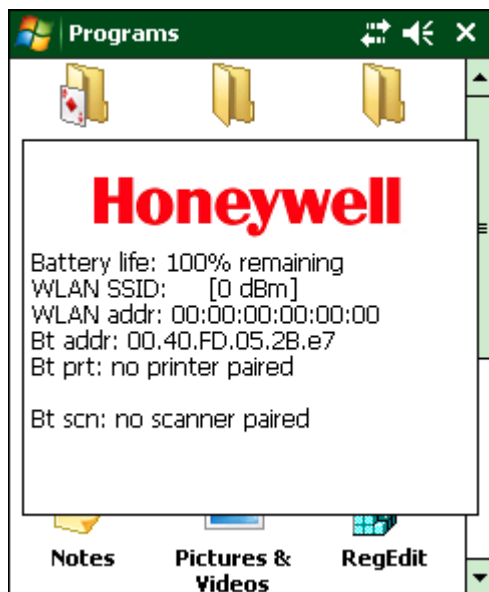 Programs
Honeywell
Battery life: 100% remaining
WLAN SSID: [0 dBm]
WLAN addr: 00:00:00:00:00:00
Bt addr: 00.40.FD.05.2B.e7
Bt prt: no printer paired
Bt scn: no scanner paired
Notes
Pictures & Videos
RegEdit